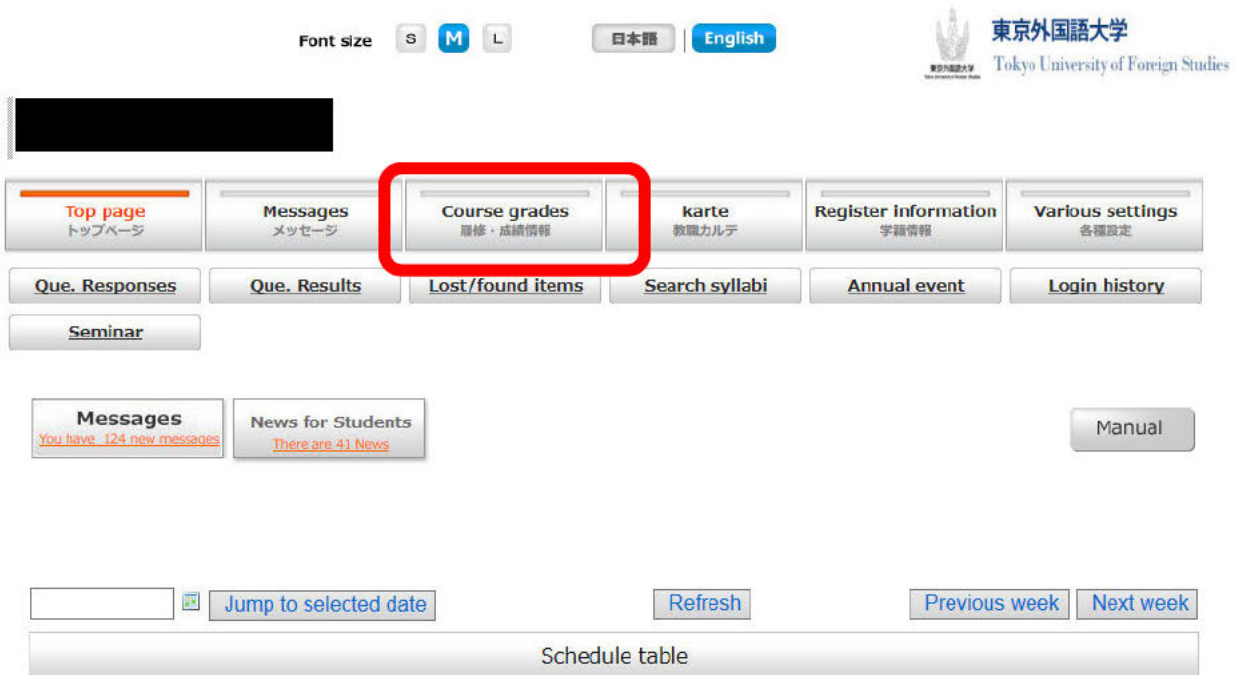 Font size S M L 日本語 English
東京外国語大学
Tokyo University of Foreign Studies
Top page Messages Course grades karte Register information Various settings
トップページ メッセージ 履修・成績情報 教職カルテ 学籍情報 各種設定
Que. Responses Que. Results Lost/found items Search syllabi Annual event Login history
Seminar
Messages News for Students Manual
You have 124 new messages There are 41 News
Jump to selected date Refresh Previous week Next week
Schedule table